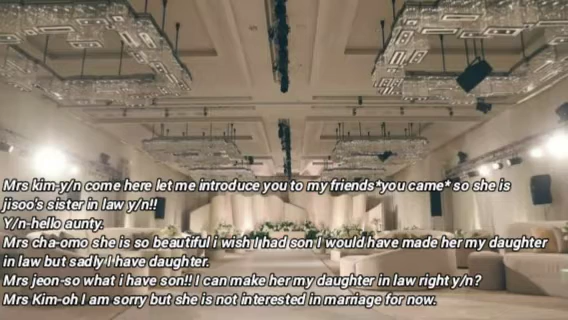 Mrs kim-y/n come here let me introduce you to my friends*you came* so she is
jisoo's sister in law y/n!!
Y/n-hello aunty.
Mrs cha-omo she is so beautiful i wish I had son I would have made her my daughter
in law but sadly I have daughter.
Mrs jeon-so what i have son!! I can make her my daughter in law right y/n?
Mrs Kim-oh I am sorry but she is not interested in marriage for now.